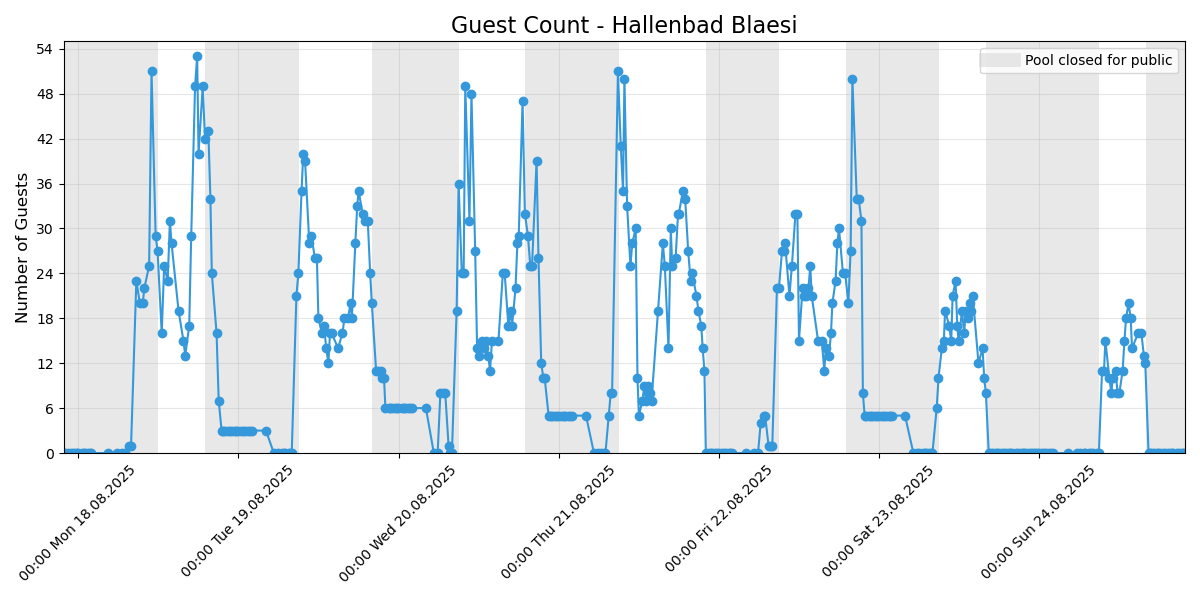 Guest Count - Hallenbad Blaesi
Pool closed for public
Number of Guests
54
48
42
36
30
24
18
12
6
0
00:00 Mon 18.08.2025
00:00 Tue 19.08.2025
00:00 Wed 20.08.2025
00:00 Thu 21.08.2025
00:00 Fri 22.08.2025
00:00 Sat 23.08.2025
00:00 Sun 24.08.2025